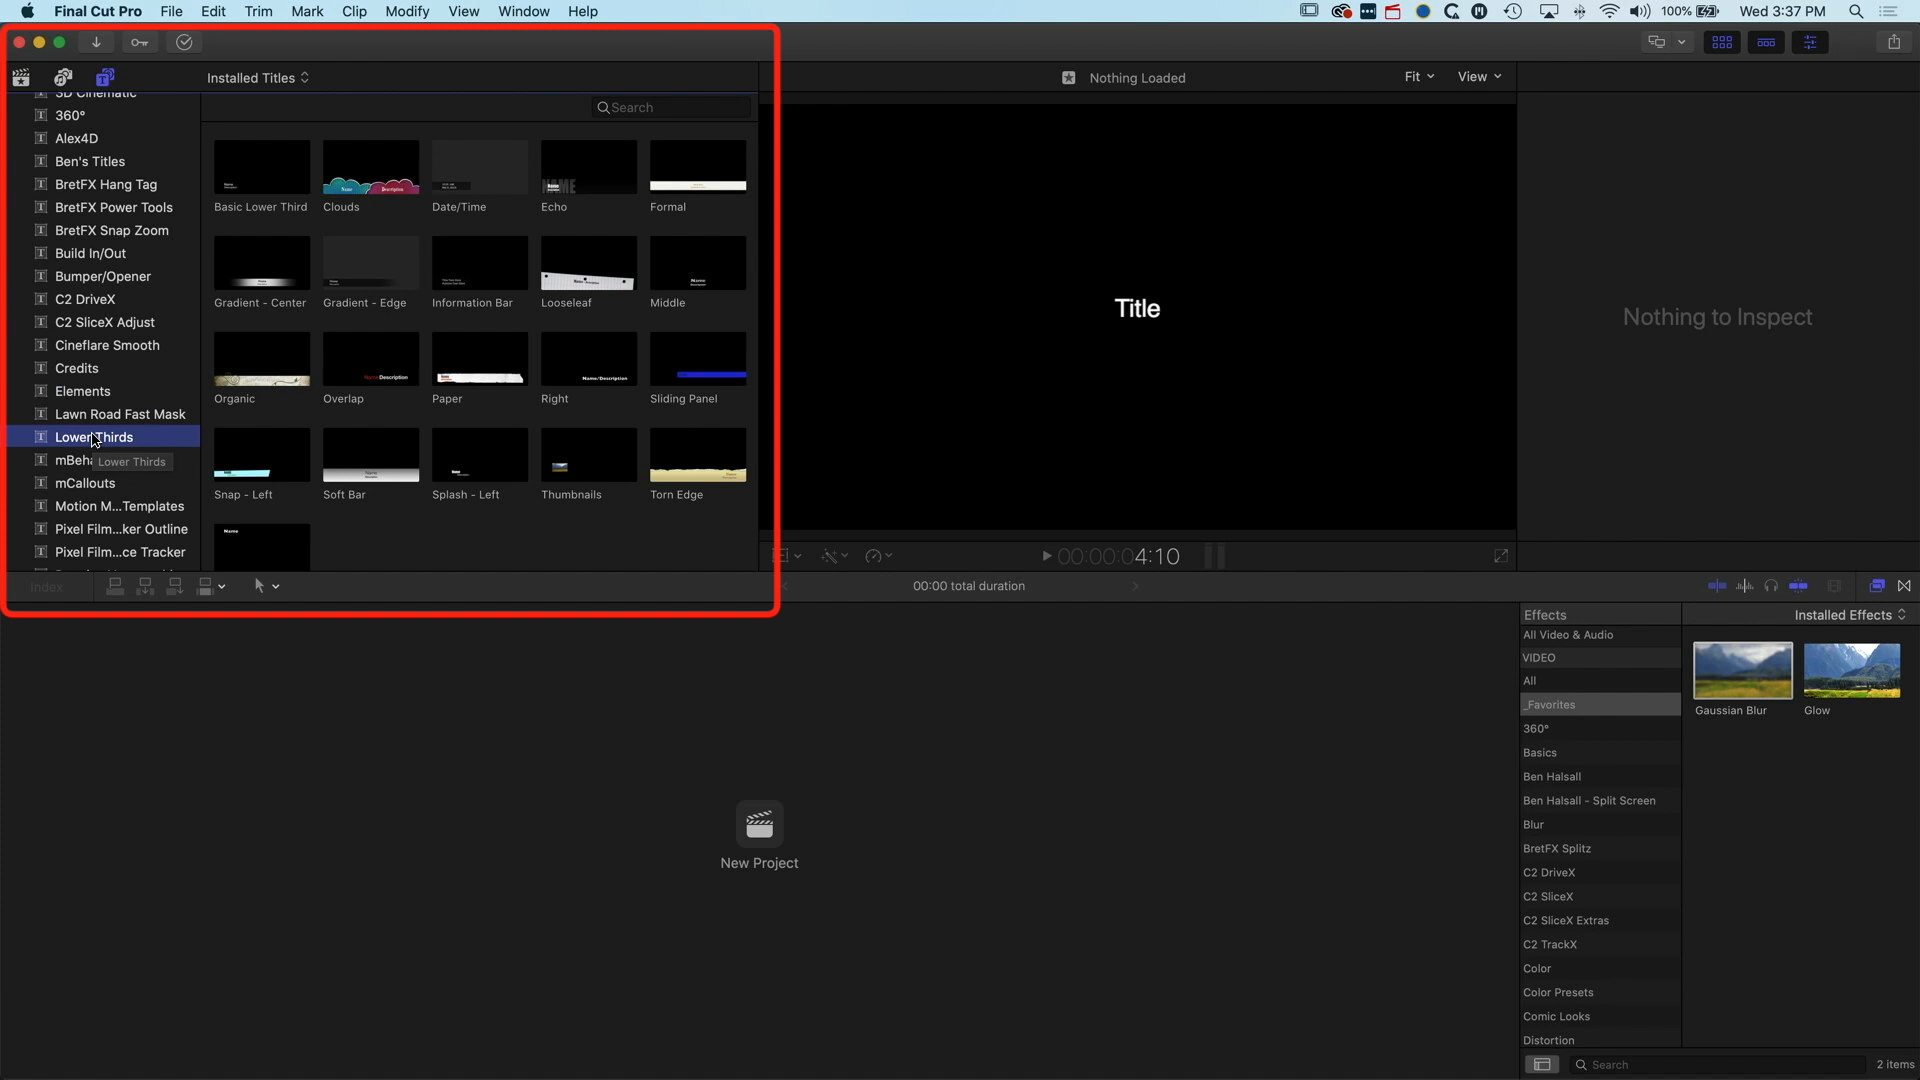 Final Cut Pro File Edit Trim Mark Clip Modify View Window Help 100% Wed 3:37 PM
Installed Titles
Nothing Loaded Fit View
Search
3D Cinematic
360°
Alex4D
Ben's Titles
BretFX Hang Tag
BretFX Power Tools
BretFX Snap Zoom
Build In/Out
Bumper/Opener
C2 DriveX
C2 SliceX Adjust
Cineflare Smooth
Credits
Elements
Lawn Road Fast Mask
Lower Thirds
mBeha
Lower Thirds
mCallouts
Motion M...Templates
Pixel Film...ker Outline
Pixel Film...ce Tracker
Basic Lower Third Clouds Date/Time Echo Formal
Gradient - Center Gradient - Edge Information Bar Looseleaf Middle
Organic Overlap Paper Right Sliding Panel
Snap - Left Soft Bar Splash - Left Thumbnails Torn Edge
Name
Title
Nothing to Inspect
00:00:04:10
Index
00:00 total duration
New Project
Effects Installed Effects
All Video & Audio
VIDEO
All
_Favorites
360°
Basics
Ben Halsall
Ben Halsall - Split Screen
Blur
BretFX Splitz
C2 DriveX
C2 SliceX
C2 SliceX Extras
C2 TrackX
Color
Color Presets
Comic Looks
Distortion
Gaussian Blur Glow
Search 2 items